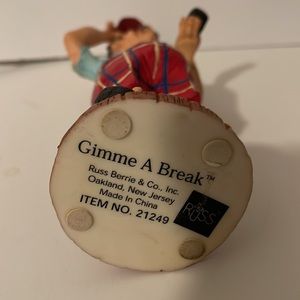 Gimme A Break™
Russ Berrie & Co., Inc.
Oakland, New Jersey
Made In China
ITEM NO. 21249
RUSS